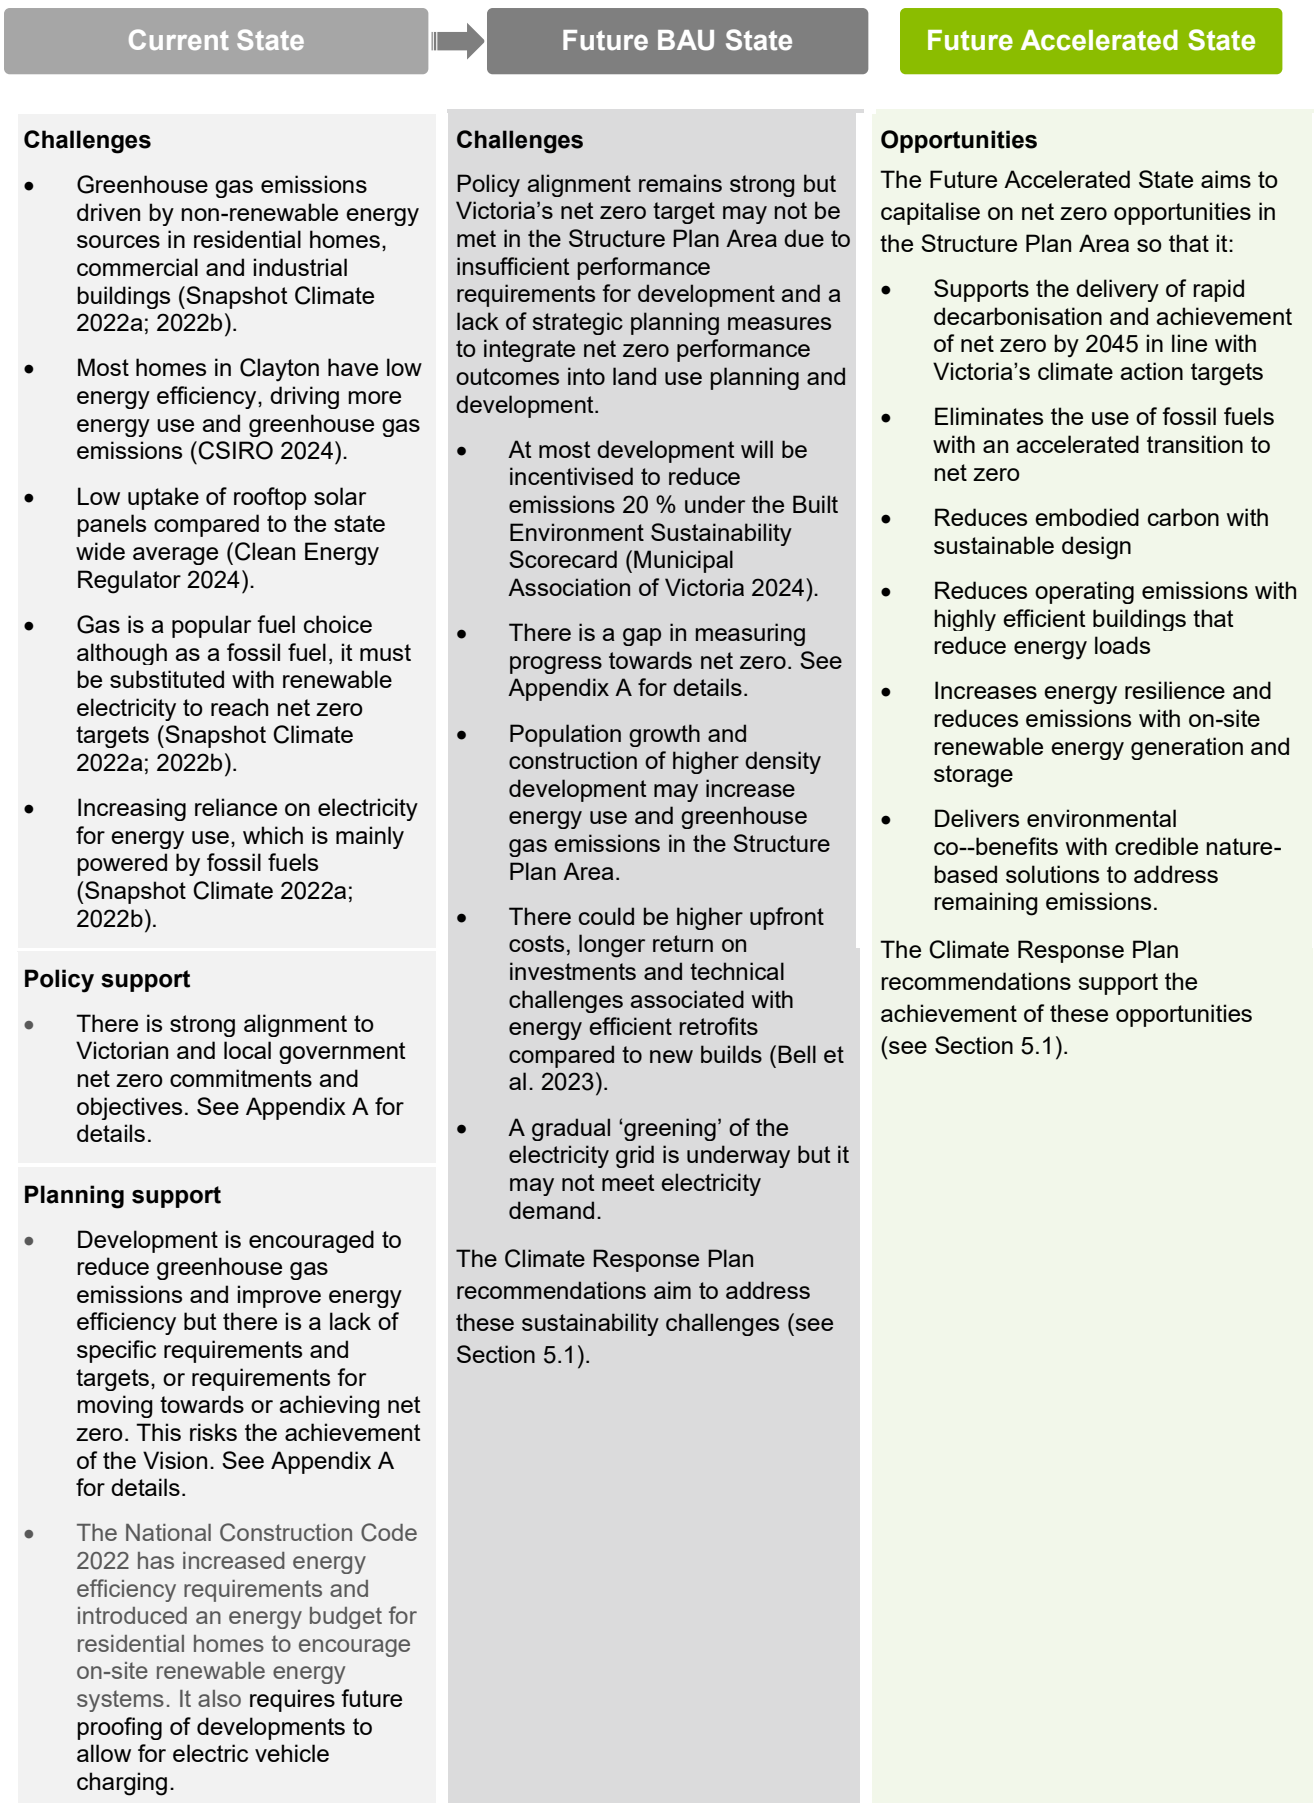 Current State
Future BAU State
Future Accelerated State
Challenges
• Greenhouse gas emissions
driven by non-renewable energy
sources in residential homes,
commercial and industrial
buildings (Snapshot Climate
2022a; 2022b).
• Most homes in Clayton have low
energy efficiency, driving more
energy use and greenhouse gas
emissions (CSIRO 2024).
• Low uptake of rooftop solar
panels compared to the state
wide average (Clean Energy
Regulator 2024).
• Gas is a popular fuel choice
although as a fossil fuel, it must
be substituted with renewable
electricity to reach net zero
targets (Snapshot Climate
2022a; 2022b).
• Increasing reliance on electricity
for energy use, which is mainly
powered by fossil fuels
(Snapshot Climate 2022a;
2022b).
Policy support
• There is strong alignment to
Victorian and local government
net zero commitments and
objectives. See Appendix A for
details.
Planning support
• Development is encouraged to
reduce greenhouse gas
emissions and improve energy
efficiency but there is a lack of
specific requirements and
targets, or requirements for
moving towards or achieving net
zero. This risks the achievement
of the Vision. See Appendix A
for details.
• The National Construction Code
2022 has increased energy
efficiency requirements and
introduced an energy budget for
residential homes to encourage
on-site renewable energy
systems. It also requires future
proofing of developments to
allow for electric vehicle
charging.
Challenges
Policy alignment remains strong but
Victoria’s net zero target may not be
met in the Structure Plan Area due to
insufficient performance
requirements for development and a
lack of strategic planning measures
to integrate net zero performance
outcomes into land use planning and
development.
• At most development will be
incentivised to reduce
emissions 20 % under the Built
Environment Sustainability
Scorecard (Municipal
Association of Victoria 2024).
• There is a gap in measuring
progress towards net zero. See
Appendix A for details.
• Population growth and
construction of higher density
development may increase
energy use and greenhouse
gas emissions in the Structure
Plan Area.
• There could be higher upfront
costs, longer return on
investments and technical
challenges associated with
energy efficient retrofits
compared to new builds (Bell et
al. 2023).
• A gradual ‘greening’ of the
electricity grid is underway but it
may not meet electricity
demand.
The Climate Response Plan
recommendations aim to address
these sustainability challenges (see
Section 5.1).
Opportunities
The Future Accelerated State aims to
capitalise on net zero opportunities in
the Structure Plan Area so that it:
• Supports the delivery of rapid
decarbonisation and achievement
of net zero by 2045 in line with
Victoria’s climate action targets
• Eliminates the use of fossil fuels
with an accelerated transition to
net zero
• Reduces embodied carbon with
sustainable design
• Reduces operating emissions with
highly efficient buildings that
reduce energy loads
• Increases energy resilience and
reduces emissions with on-site
renewable energy generation and
storage
• Delivers environmental
co--benefits with credible nature-
based solutions to address
remaining emissions.
The Climate Response Plan
recommendations support the
achievement of these opportunities
(see Section 5.1).